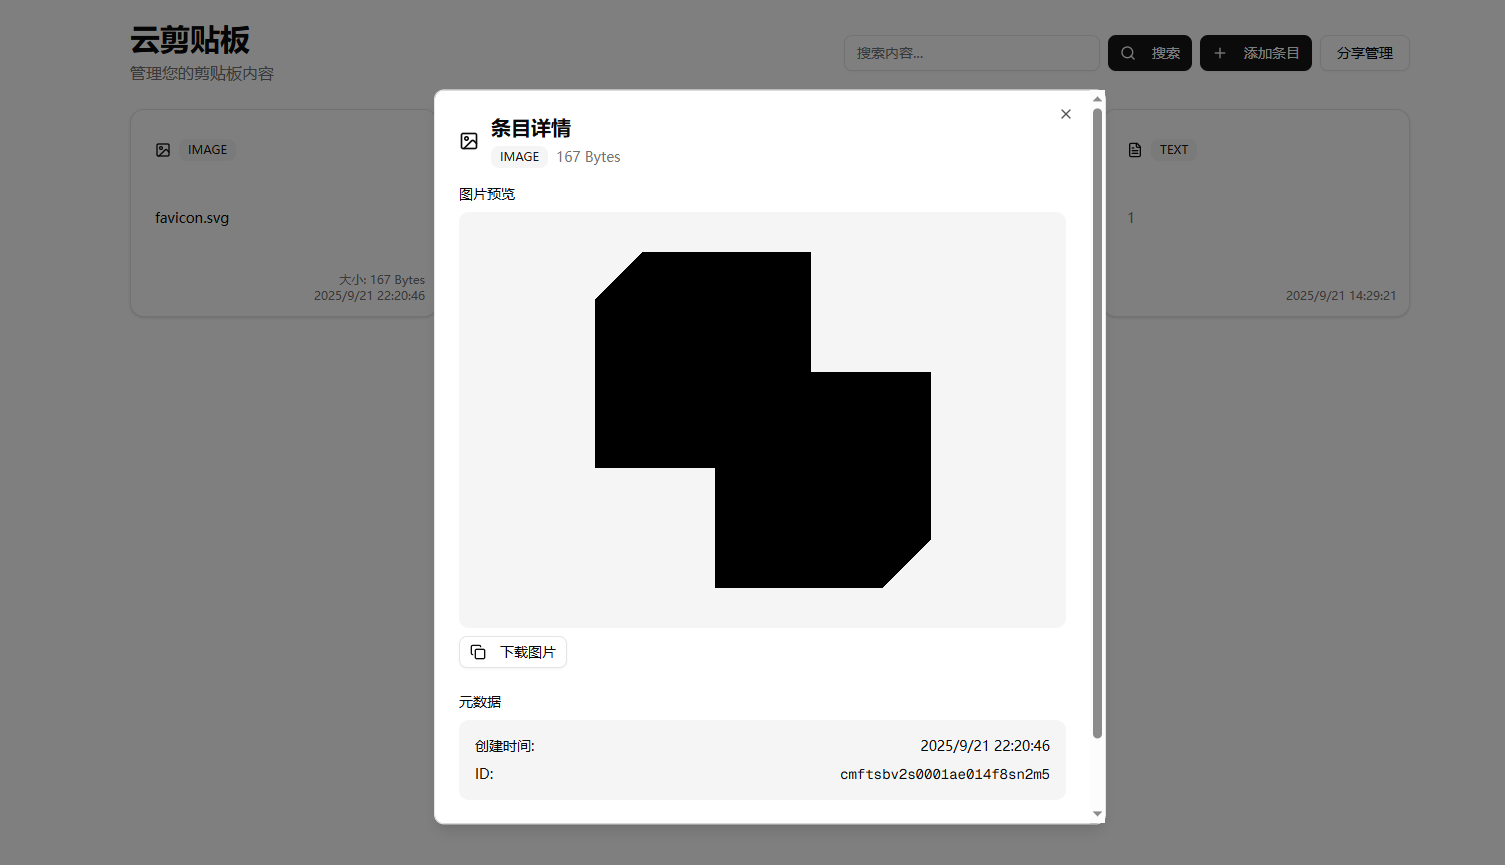 云剪贴板
管理您的剪贴板内容
搜索内容...
搜索
添加条目
分享管理
IMAGE
favicon.svg
大小: 167 Bytes
2025/9/21 22:20:46
条目详情
IMAGE 167 Bytes
图片预览
下载图片
元数据
创建时间: 2025/9/21 22:20:46
ID: cmftsbv2s0001ae014f8sn2m5
TEXT
1
2025/9/21 14:29:21